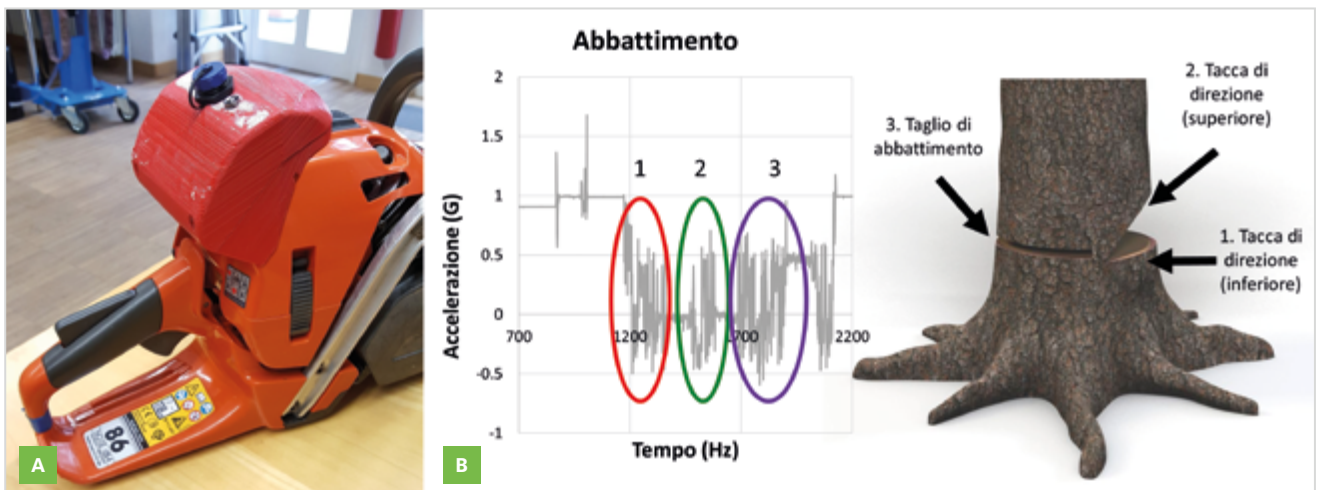 A
86
B
Abbattimento
Accelerazione (G)
2
1.5
1
0.5
0
-0.5
-1
700
1200
1700
2200
Tempo (Hz)
1
2
3
3. Taglio di
abbattimento
2. Tacca di
direzione
(superiore)
1. Tacca di
direzione
(inferiore)